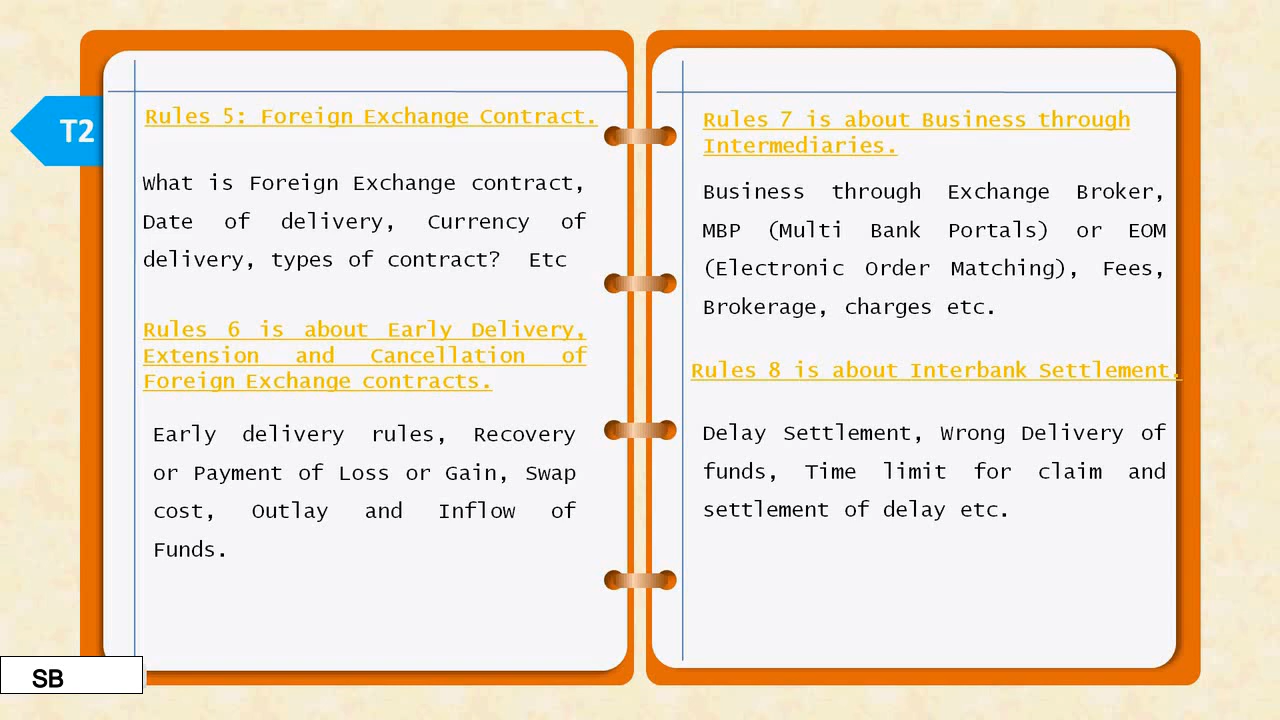 T2
Rules 5: Foreign Exchange Contract.
What is Foreign Exchange contract,
Date of delivery, Currency of
delivery, types of contract? Etc
Rules 6 is about Early Delivery,
Extension and Cancellation of
Foreign Exchange contracts.
Early delivery rules, Recovery
or Payment of Loss or Gain, Swap
cost, Outlay and Inflow of
Funds.
Rules 7 is about Business through
Intermediaries.
Business through Exchange Broker,
MBP (Multi Bank Portals) or EOM
(Electronic Order Matching), Fees,
Brokerage, charges etc.
Rules 8 is about Interbank Settlement.
Delay Settlement, Wrong Delivery of
funds, Time limit for claim and
settlement of delay etc.
SB